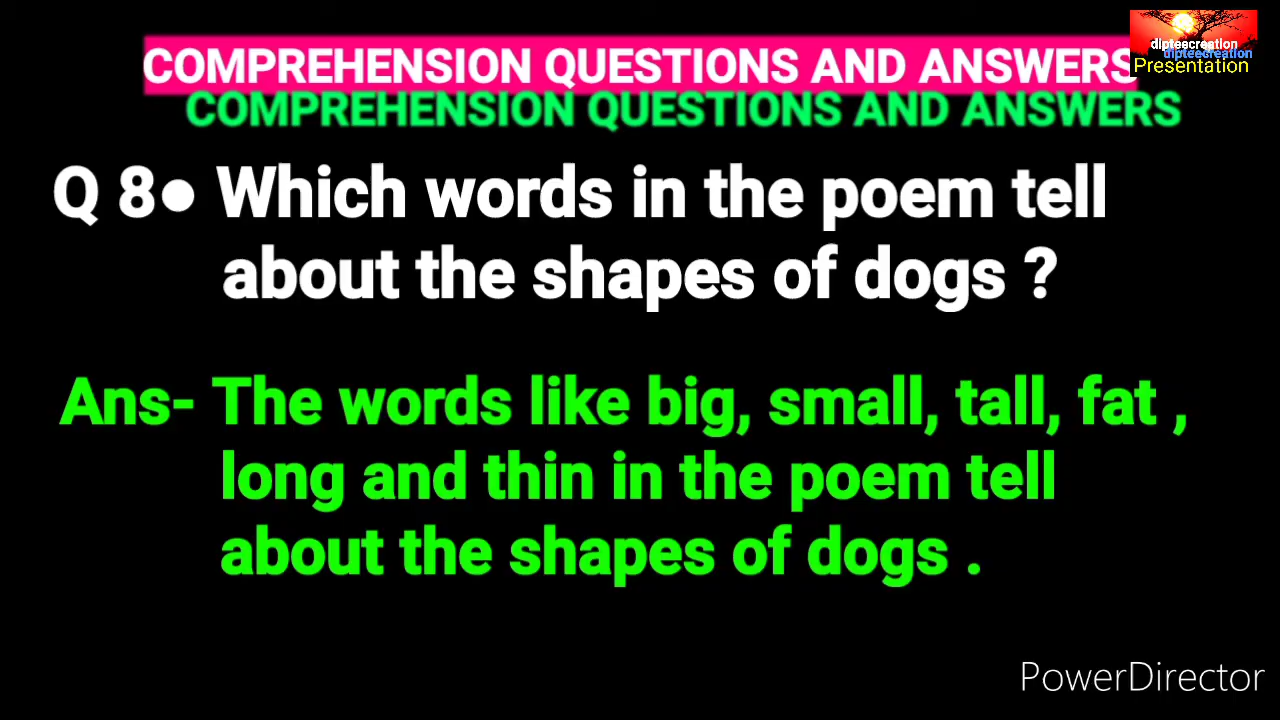 COMPREHENSION QUESTIONS AND ANSWERS
COMPREHENSION QUESTIONS AND ANSWERS
dipteecreation
dipteecreation
Presentation
Q 8● Which words in the poem tell
about the shapes of dogs ?
Ans- The words like big, small, tall, fat ,
long and thin in the poem tell
about the shapes of dogs .
PowerDirector